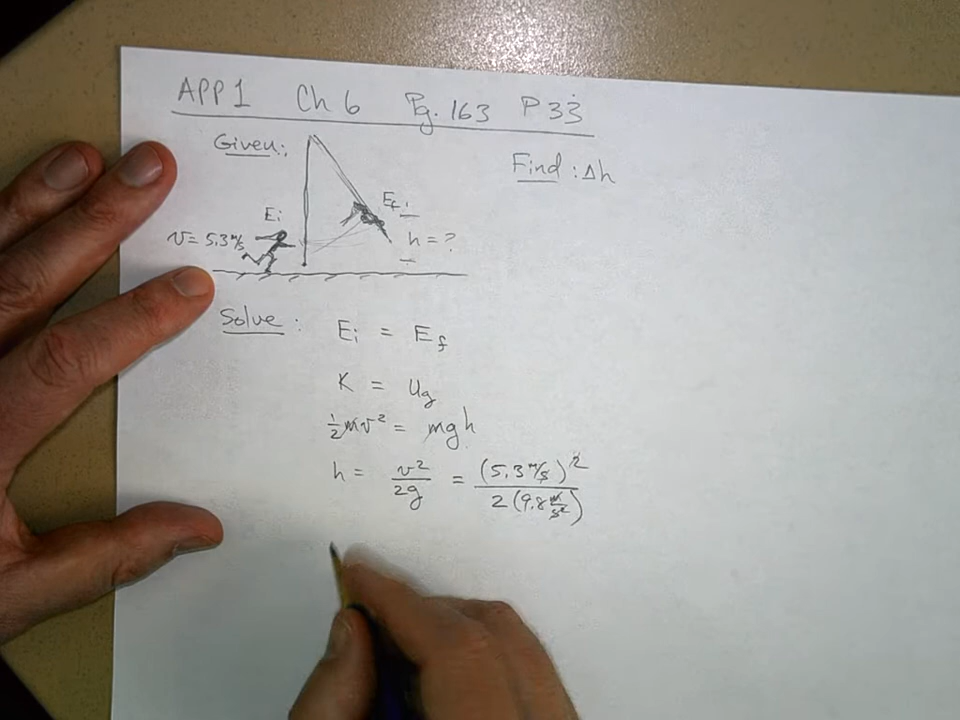 APP 1 Ch 6 Pg. 163 P 33
Given:
Find: Δh
Ei
Ef
v = 5.3 m/s
h = ?
Solve: Ei = Ef
K = Ug
½mv² = mgh
h = v²/2g = (5.3 m/s)²/2(9.8 m/s²)